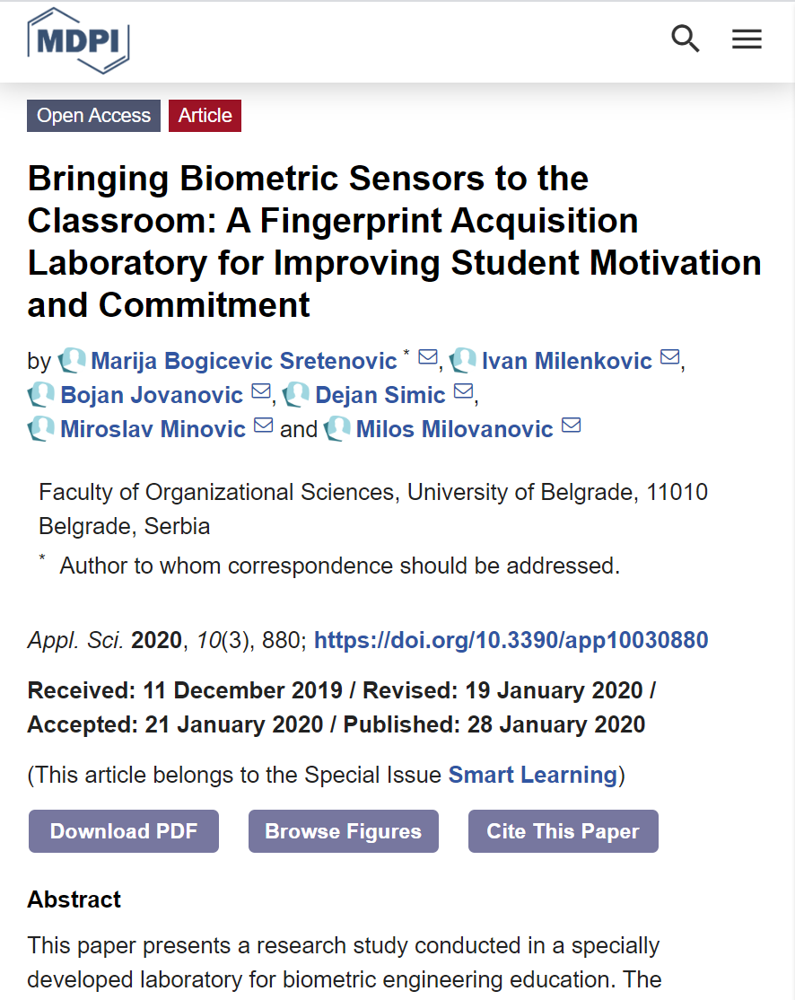 MDPI
Open Access Article
Bringing Biometric Sensors to the
Classroom: A Fingerprint Acquisition
Laboratory for Improving Student Motivation
and Commitment
by Marija Bogicevic Sretenovic *, Ivan Milenkovic,
Bojan Jovanovic, Dejan Simic,
Miroslav Minovic and Milos Milovanovic
Faculty of Organizational Sciences, University of Belgrade, 11010
Belgrade, Serbia
* Author to whom correspondence should be addressed.
Appl. Sci. 2020, 10(3), 880; https://doi.org/10.3390/app10030880
Received: 11 December 2019 / Revised: 19 January 2020 /
Accepted: 21 January 2020 / Published: 28 January 2020
(This article belongs to the Special Issue Smart Learning)
Download PDF Browse Figures Cite This Paper
Abstract
This paper presents a research study conducted in a specially
developed laboratory for biometric engineering education. The